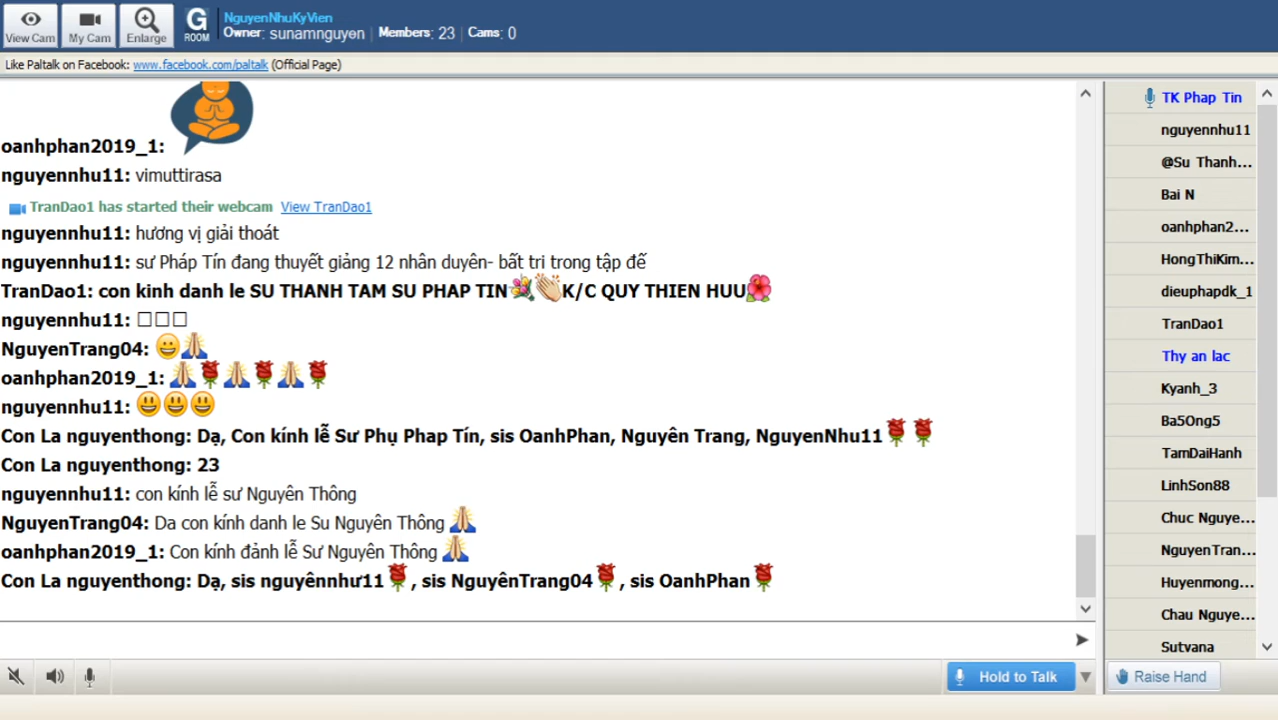 View Cam
My Cam
Enlarge
G
ROOM
NguyenNhuKyVien
Owner: sunamnguyen | Members: 23 | Cams: 0
Like Paltalk on Facebook: www.facebook.com/paltalk (Official Page)
oanhphan2019_1:
nguyennhu11: vimuttirasa
TranDao1 has started their webcam View TranDao1
nguyennhu11: hương vị giải thoát
nguyennhu11: sư Pháp Tín đang thuyết giảng 12 nhân duyên- bất tri trong tập đế
TranDao1: con kinh danh le SU THANH TAM SU PHAP TIN💐👏K/C QUY THIEN HUU🌺
nguyennhu11: □□□
NguyenTrang04: 😀🙏
oanhphan2019_1: 🙏🌹🙏🌹🙏🌹
nguyennhu11: 😃😃😃
Con La nguyenthong: Dạ, Con kính lễ Sư Phụ Phap Tín, sis OanhPhan, Nguyên Trang, NguyenNhu11🌹🌹
Con La nguyenthong: 23
nguyennhu11: con kính lễ sư Nguyên Thông
NguyenTrang04: Da con kính danh le Su Nguyên Thông 🙏
oanhphan2019_1: Con kính đảnh lễ Sư Nguyên Thông 🙏
Con La nguyenthong: Dạ, sis nguyênnhư11🌹, sis NguyênTrang04🌹, sis OanhPhan🌹
TK Phap Tin
nguyennhu11
@Su Thanh...
Bai N
oanhphan2...
HongThiKim...
dieuphapdk_1
TranDao1
Thy an lac
Kyanh_3
Ba5Ong5
TamDaiHanh
LinhSon88
Chuc Nguye...
NguyenTran...
Huyenmong...
Chau Nguye...
Sutvana
Hold to Talk
Raise Hand